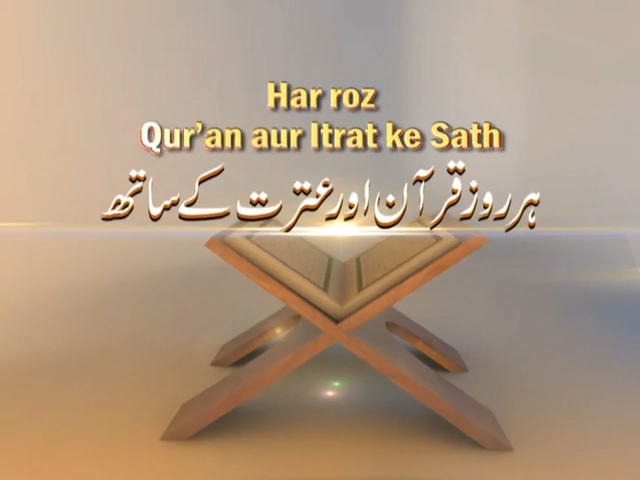 Har roz
Qur'an aur Itrat ke Sath
ہر روز قرآن اور عترت کے ساتھ